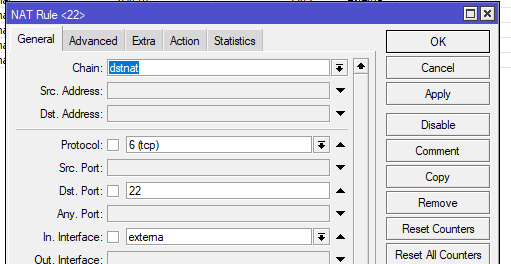 NAT Rule <22>
General Advanced Extra Action Statistics
OK
Chain: dstnat
Cancel
Src. Address:
Apply
Dst. Address:
Disable
Protocol: 6 (tcp)
Comment
Src. Port:
Copy
Dst. Port: 22
Remove
Any. Port:
Reset Counters
In. Interface: externa
Reset All Counters
Out. Interface: